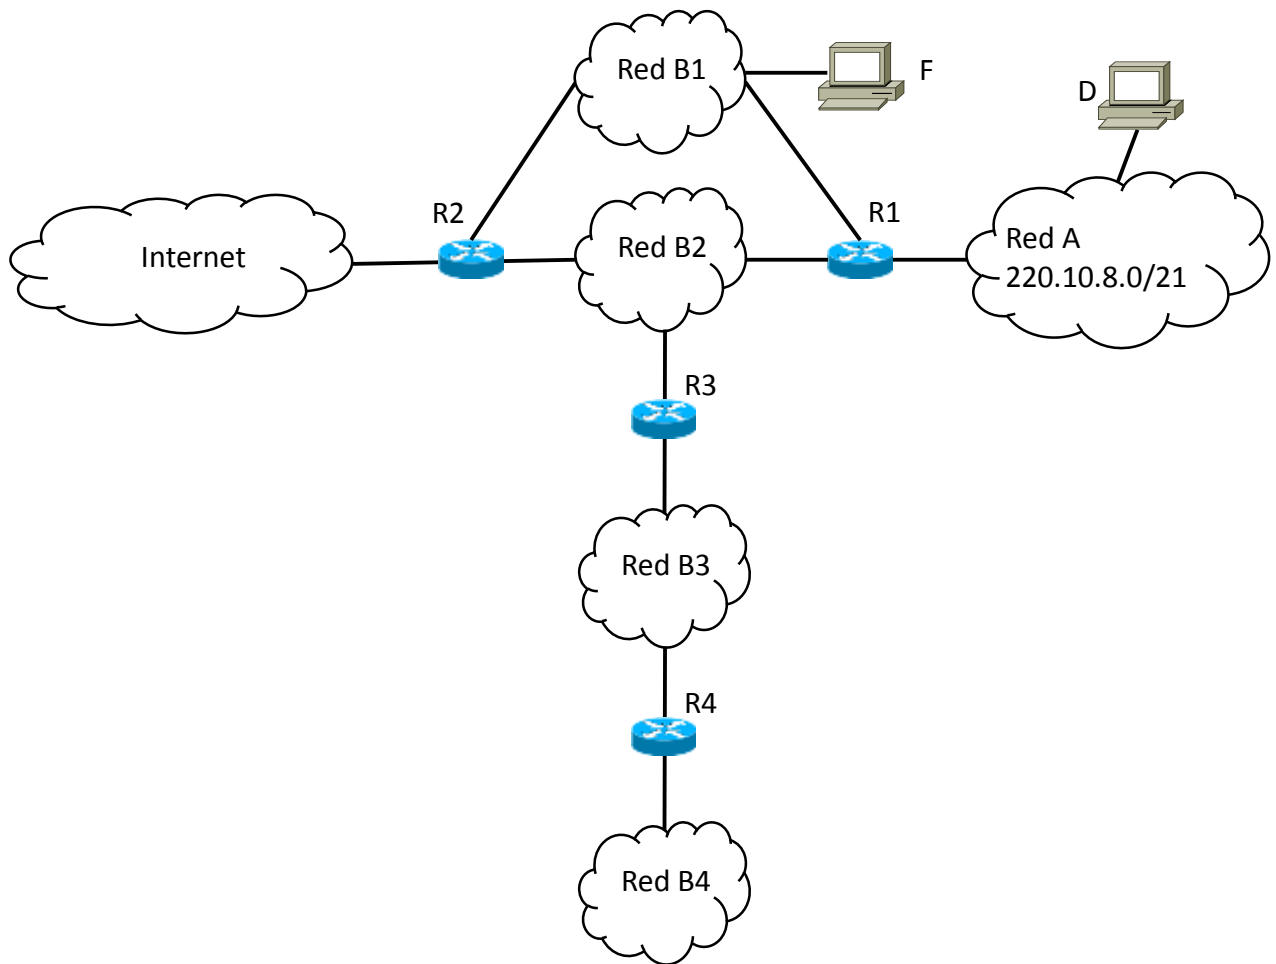 Red B1
F
D
R2
R1
Internet
Red B2
Red A
220.10.8.0/21
R3
Red B3
R4
Red B4